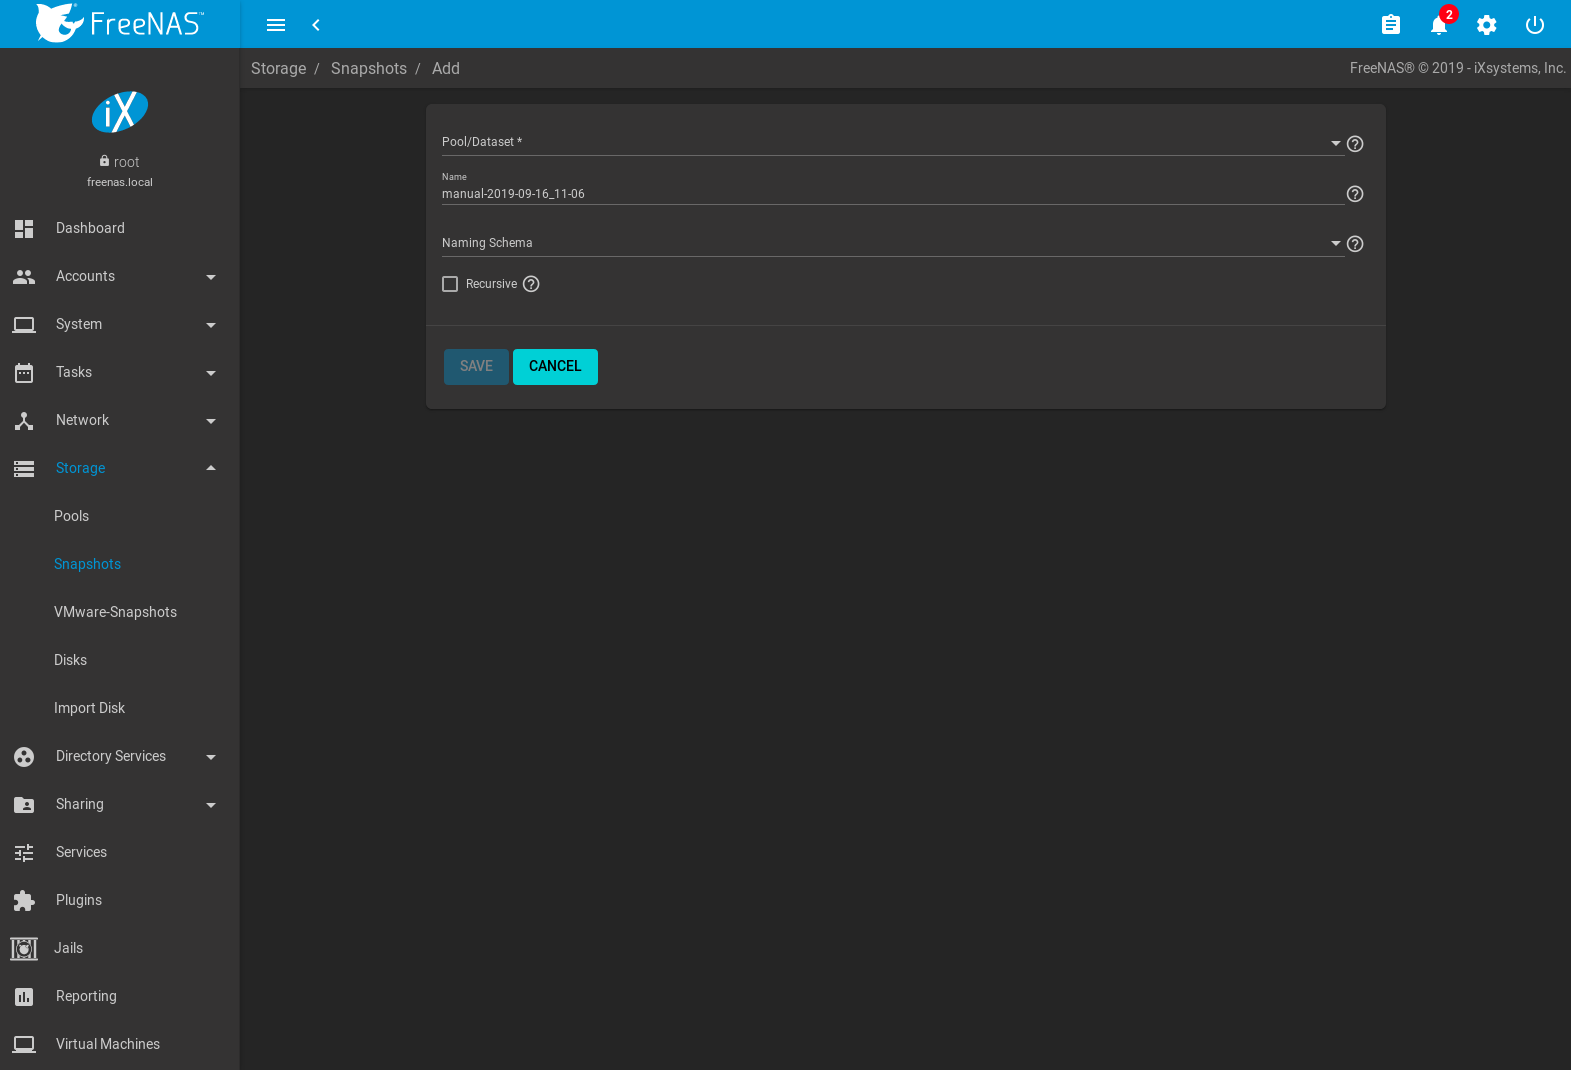 FreeNAS™
2
Storage / Snapshots / Add
FreeNAS® © 2019 - iXsystems, Inc.
iX
root
freenas.local
Dashboard
Accounts
System
Tasks
Network
Storage
Pools
Snapshots
VMware-Snapshots
Disks
Import Disk
Directory Services
Sharing
Services
Plugins
Jails
Reporting
Virtual Machines
Pool/Dataset *
Name
manual-2019-09-16_11-06
Naming Schema
Recursive
SAVE CANCEL